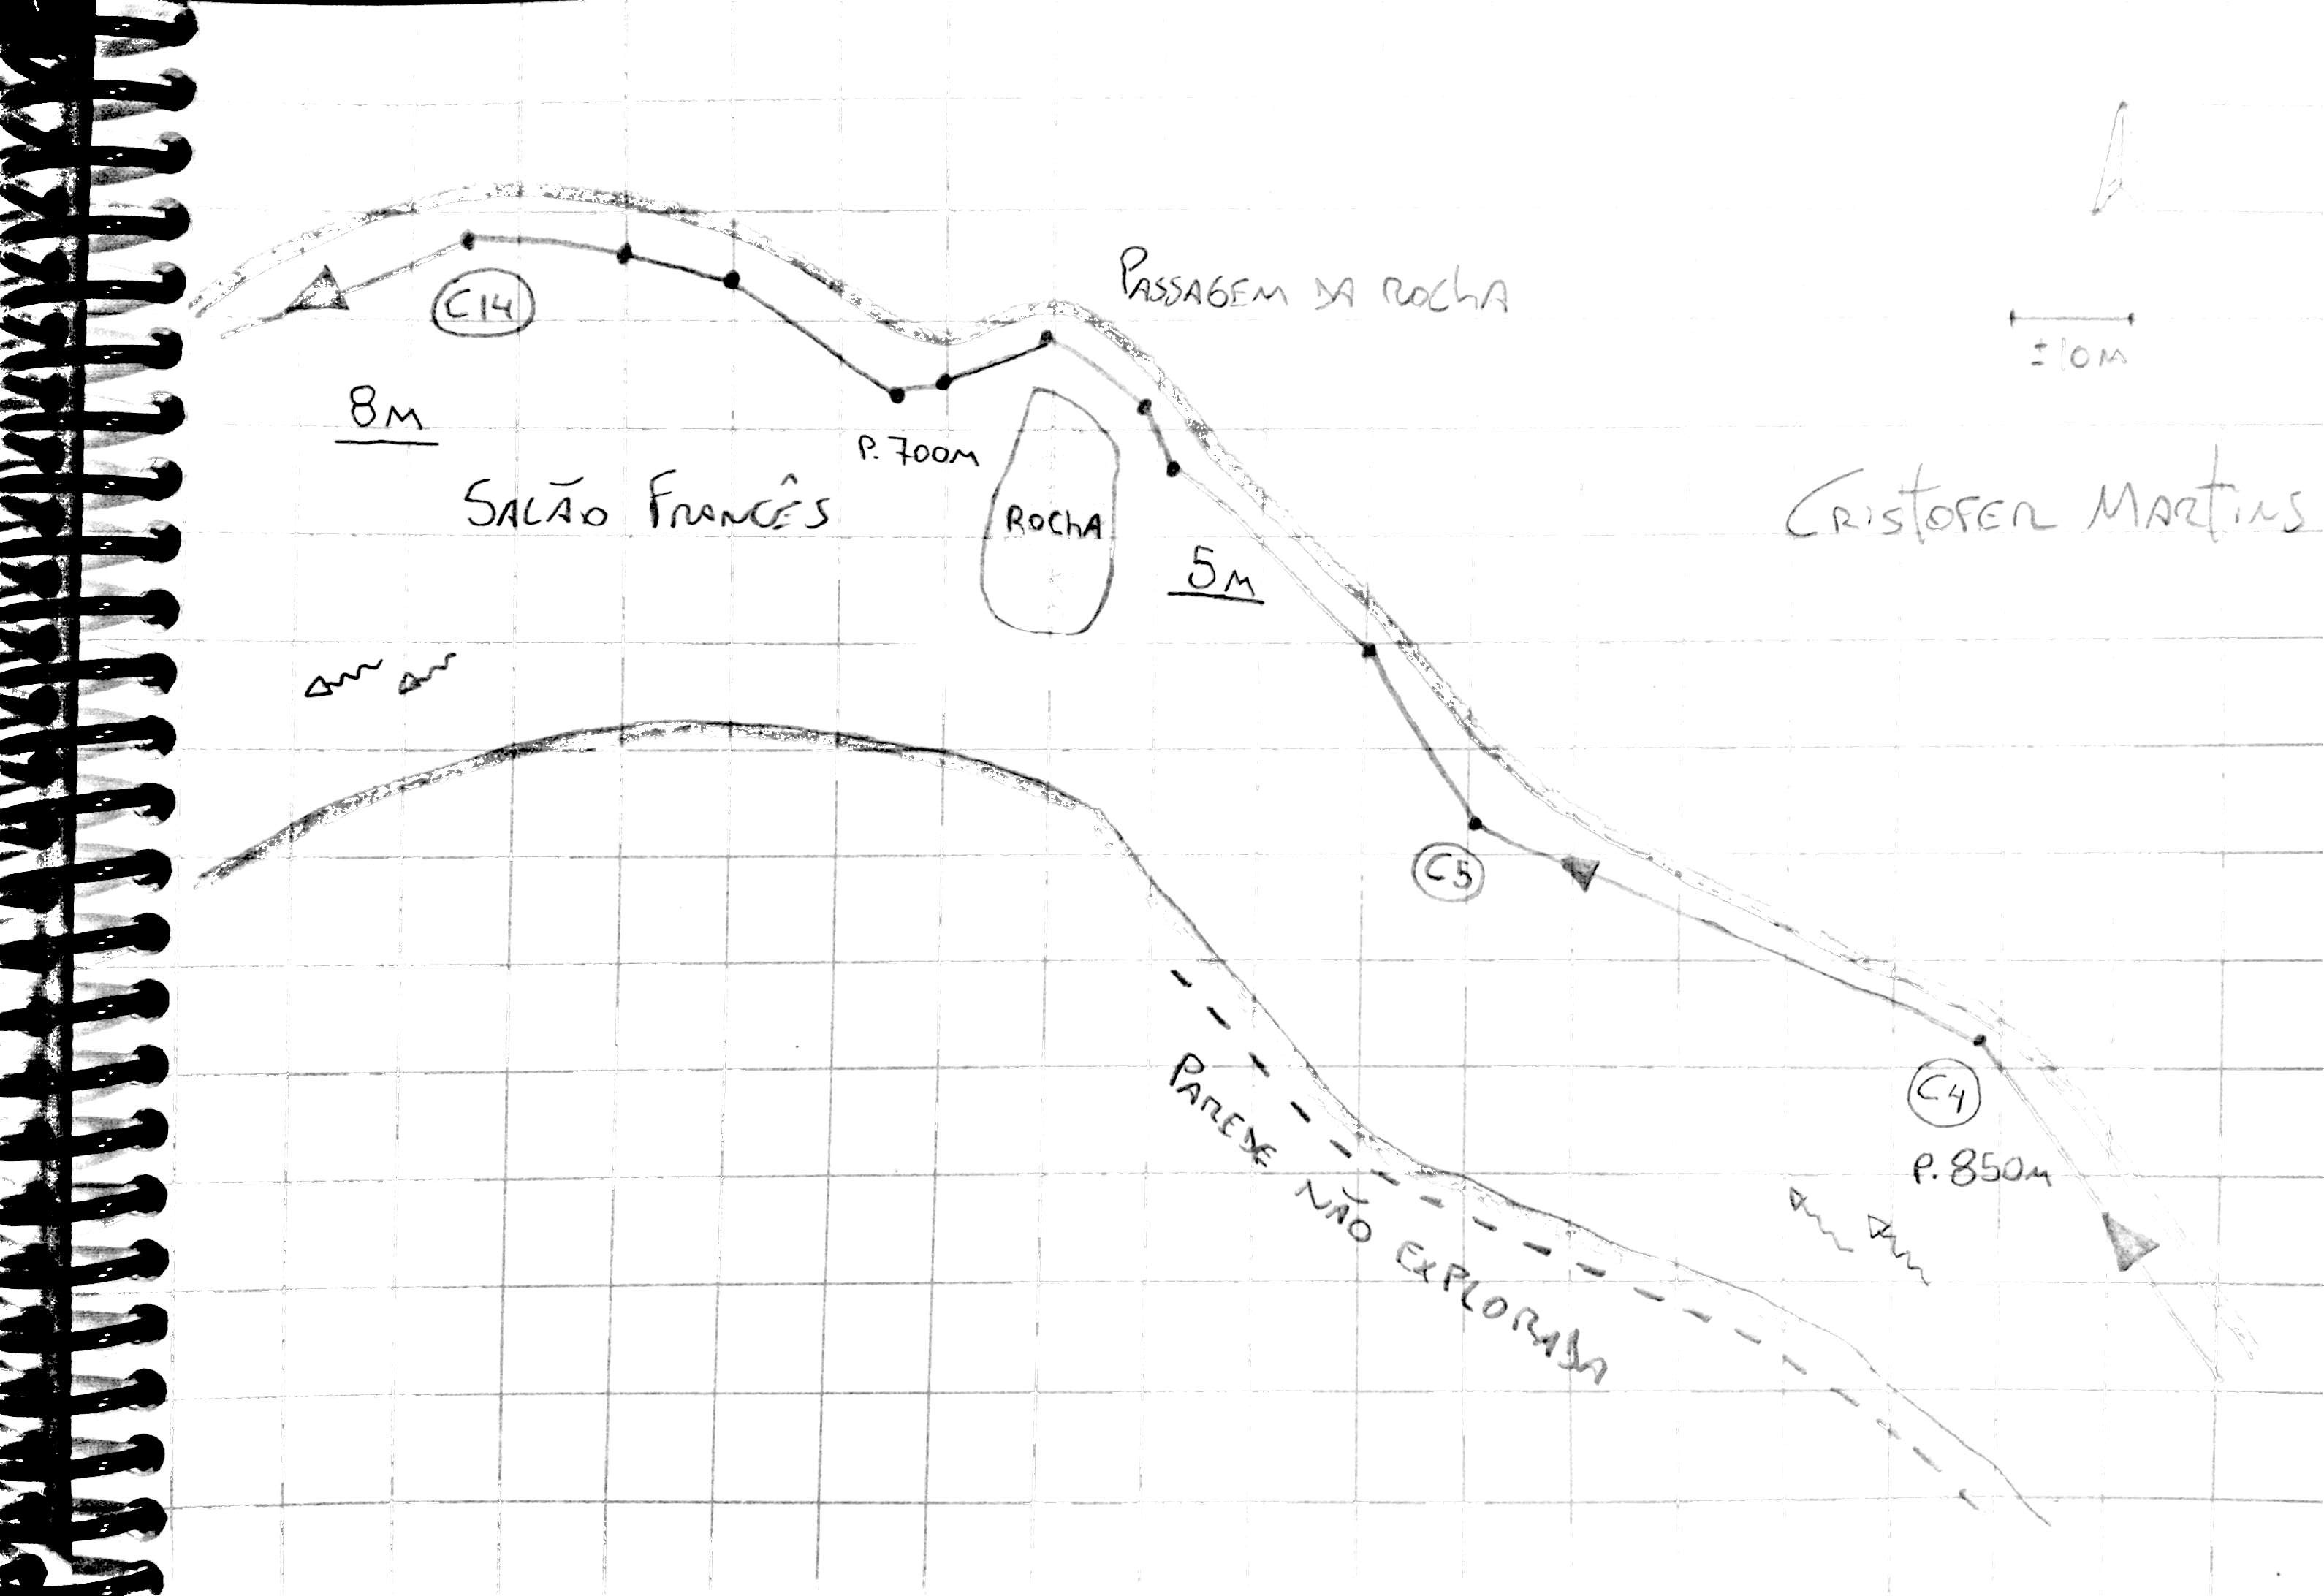 PASSAGEM DA ROCHA
±10M
C14
8M
P. 700M
SALÃO FRANCÊS
ROCHA
CRISTOFER MARTINS
5M
C5
C4
P. 850M
PAREDE NÃO EXPLORADA